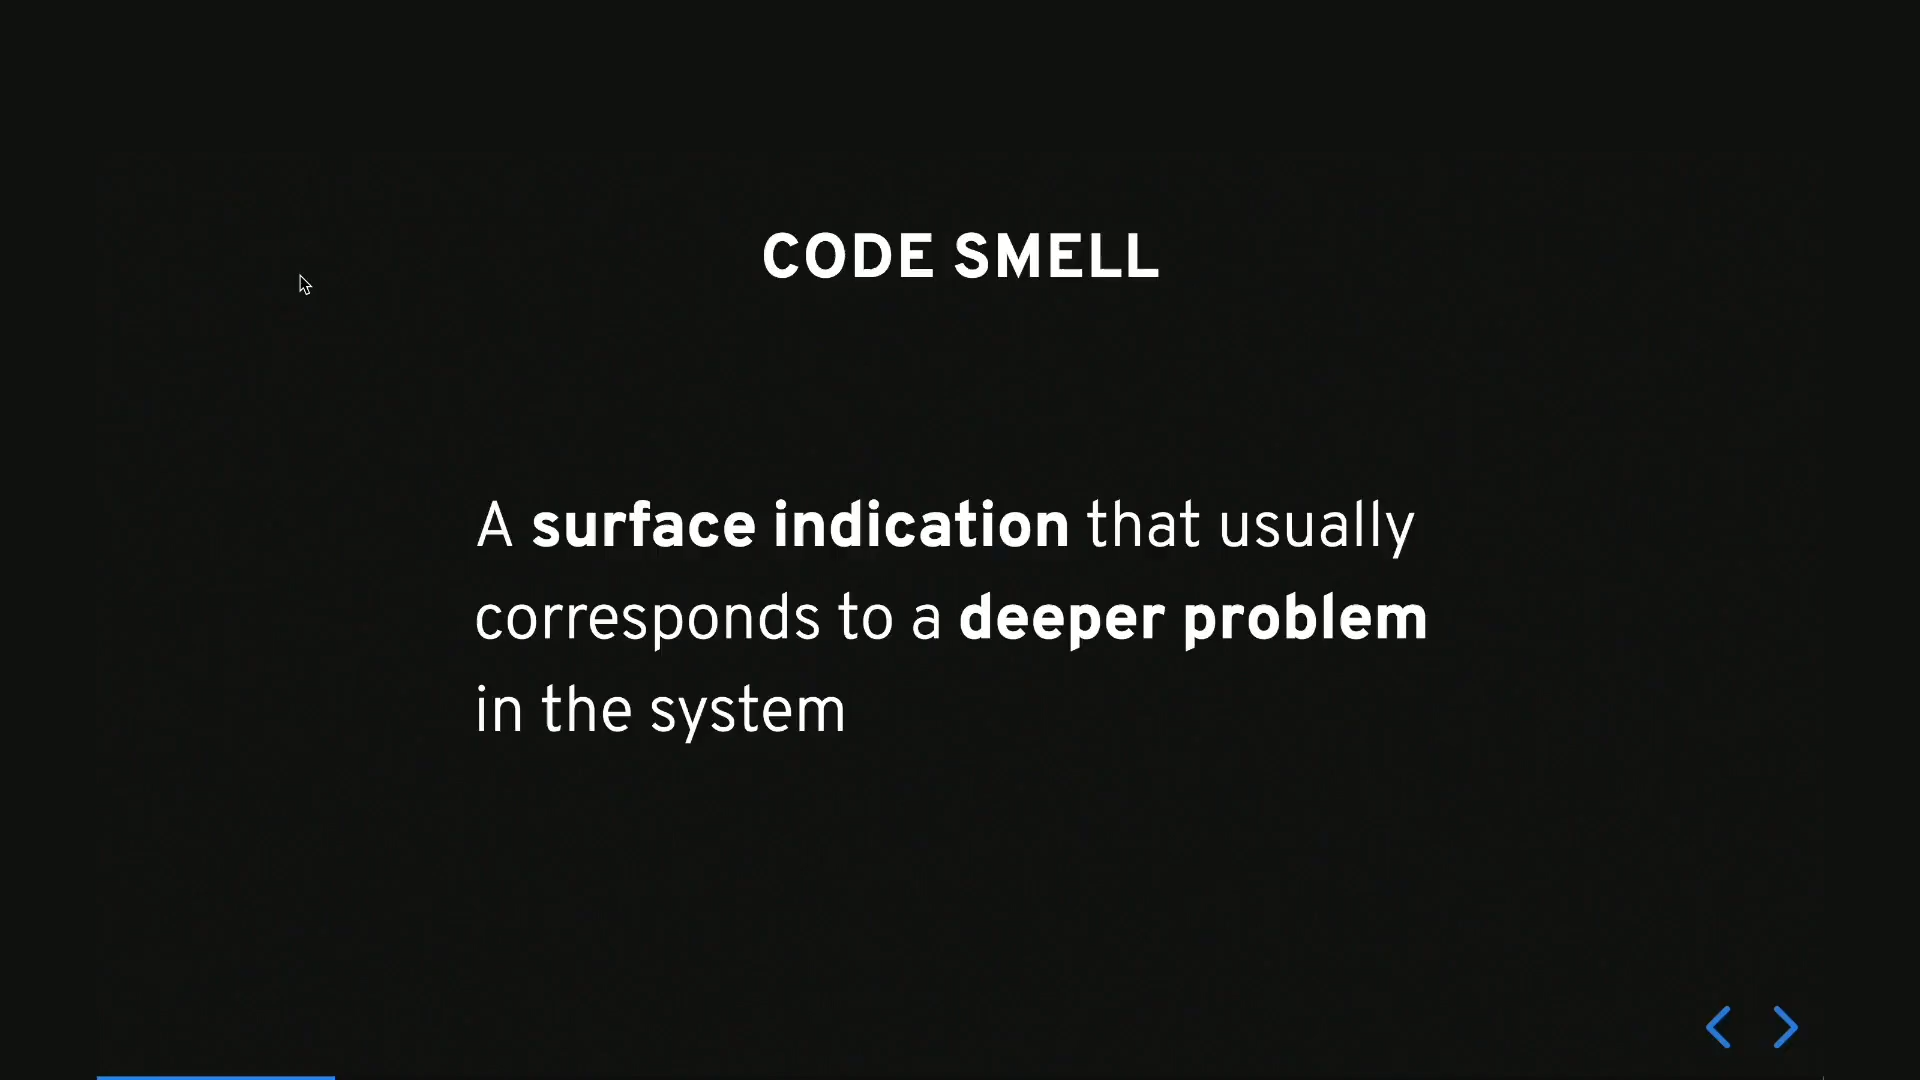 CODE SMELL
A surface indication that usually
corresponds to a deeper problem
in the system